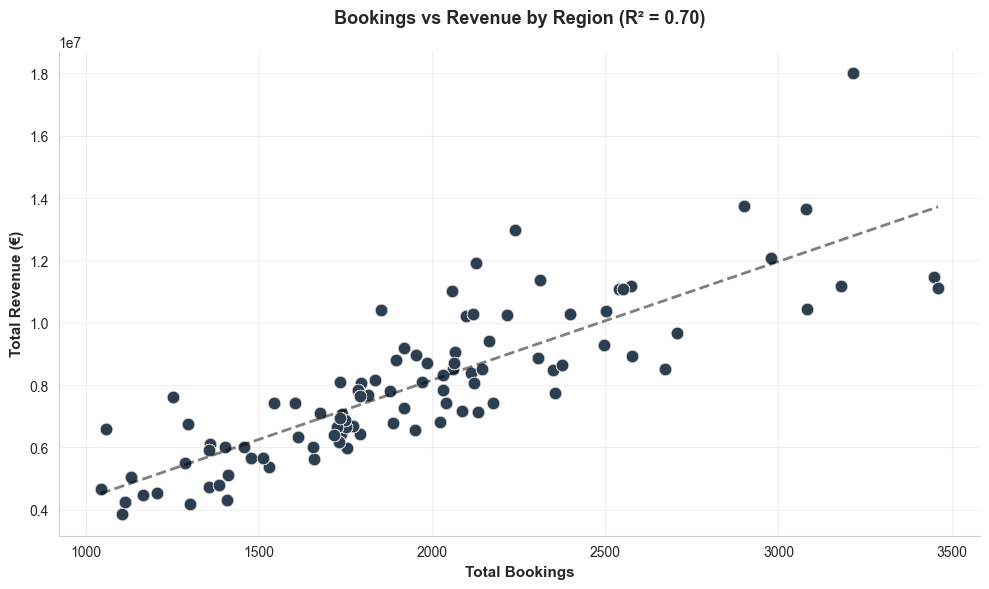 Bookings vs Revenue by Region (R² = 0.70)
1e7
1.8
1.6
1.4
1.2
1.0
0.8
0.6
0.4
Total Revenue (€)
1000 1500 2000 2500 3000 3500
Total Bookings